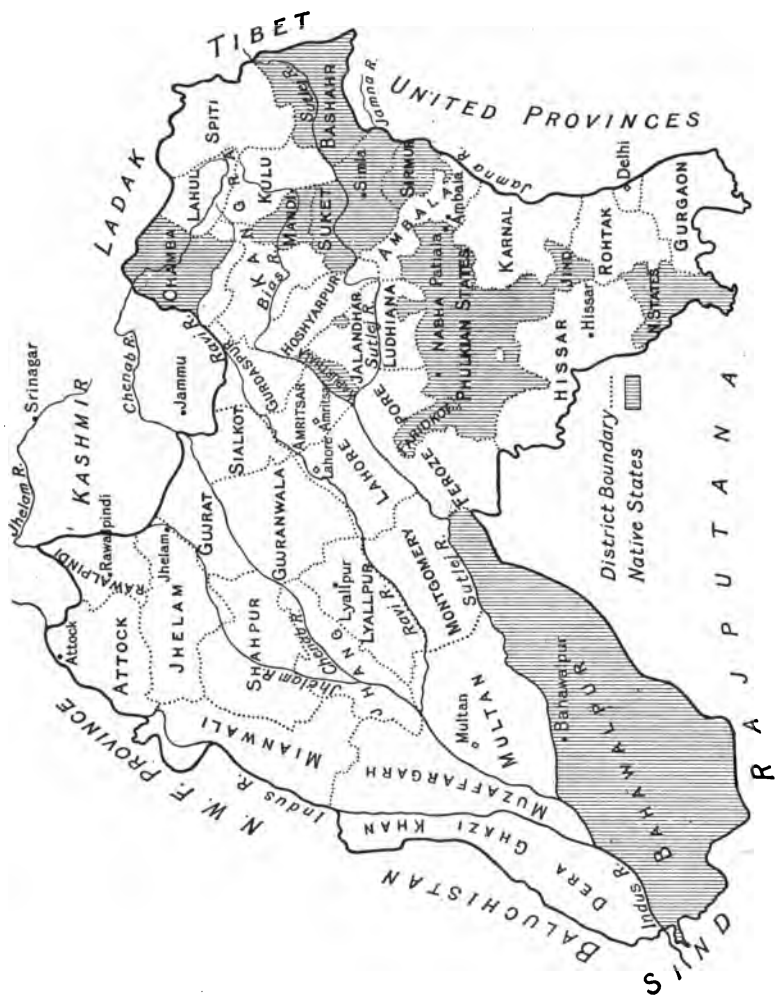 TIBET
LADAK
SPITI
LAHUL
CHAMBA
KANGRA
KULU
Sutlej R.
BASHAHR
Jamna R.
UNITED PROVINCES
MANDI
SUKET
Simla
SIRMUR
Bias R.
HOSHYARPUR
AMBALA
Ambala
Jamna R.
Jhelam R.
Srinagar
KASHMIR
Chenab R.
Jammu
Ravi R.
GURDASPUR
SIALKOT
AMRITSAR
Amritsar
KAPURTHALA
JALANDHAR
Sutlej R.
LUDHIANA
NABHA
Patiala
PHULKIAN STATES
KARNAL
JIND
ROHTAK
Delhi
GURGAON
Lahore
LAHORE
FEROZEPORE
FARIDKOT
HISSAR
Hissar
N. STATES
Attock
ATTOCK
RAWALPINDI
Rawalpindi
Jhelam
JHELAM
GUJRAT
GUJRANWALA
SHAHPUR
Chenab R.
Jhelam R.
JHANG
Lyallpur
LYALLPUR
Ravi R.
MONTGOMERY
Sutlej R.
N. W. F. PROVINCE
MIANWALI
Indus R.
MUZAFFARGARH
Multan
MULTAN
BALUCHISTAN
DERA GHAZI KHAN
Indus R.
Bahawalpur
BAHAWALPUR
SIND
RAJPUTANA
District Boundary
Native States